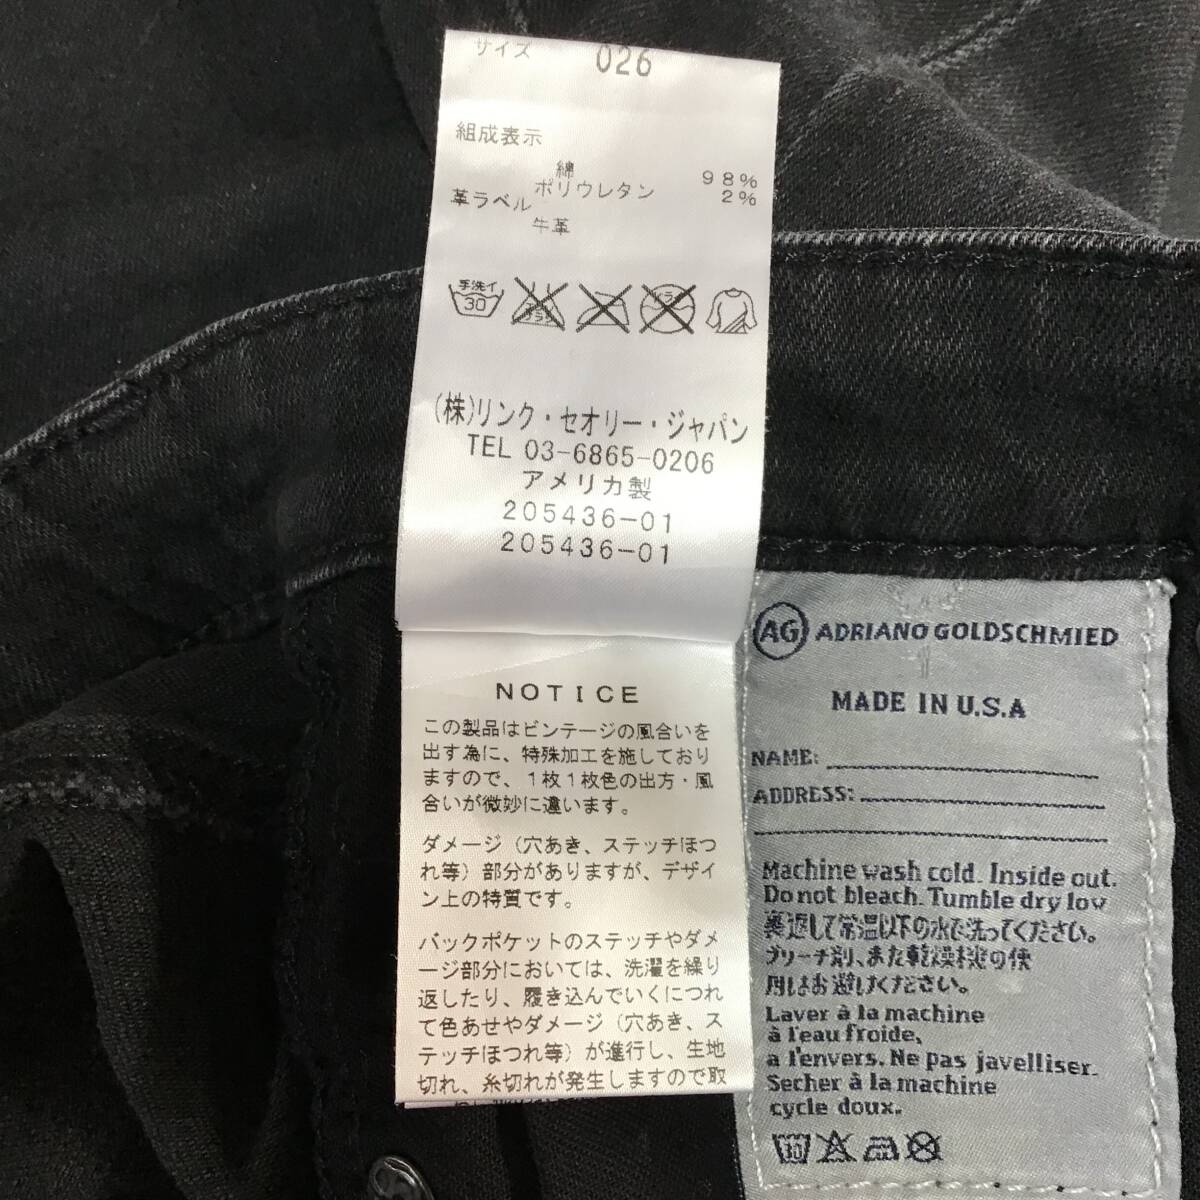 サイズ 026
組成表示
綿 98%
ポリウレタン 2%
革ラベル
牛革
手洗イ
30
(株)リンク・セオリー・ジャパン
TEL 03-6865-0206
アメリカ製
205436-01
205436-01
NOTICE
この製品はビンテージの風合いを
出す為に、特殊加工を施しており
ますので、1枚1枚色の出方・風
合いが微妙に違います。
ダメージ(穴あき、ステッチほつ
れ等)部分がありますが、デザイ
ン上の特質です。
バックポケットのステッチやダメ
ージ部分においては、洗濯を繰り
返したり、履き込んでいくにつれ
て色あせやダメージ(穴あき、ス
テッチほつれ等)が進行し、生地
切れ、糸切れが発生しますので取
AG ADRIANO GOLDSCHMIED
MADE IN U.S.A
NAME:
ADDRESS:
Machine wash cold. Inside out.
Do not bleach. Tumble dry low
裏返して常温以下の水で洗ってください。
ブリーチ剤、また乾燥機の使
用はお避けください。
Laver à la machine
à l'eau froide,
a l'envers. Ne pas javelliser.
Secher à la machine
cycle doux.